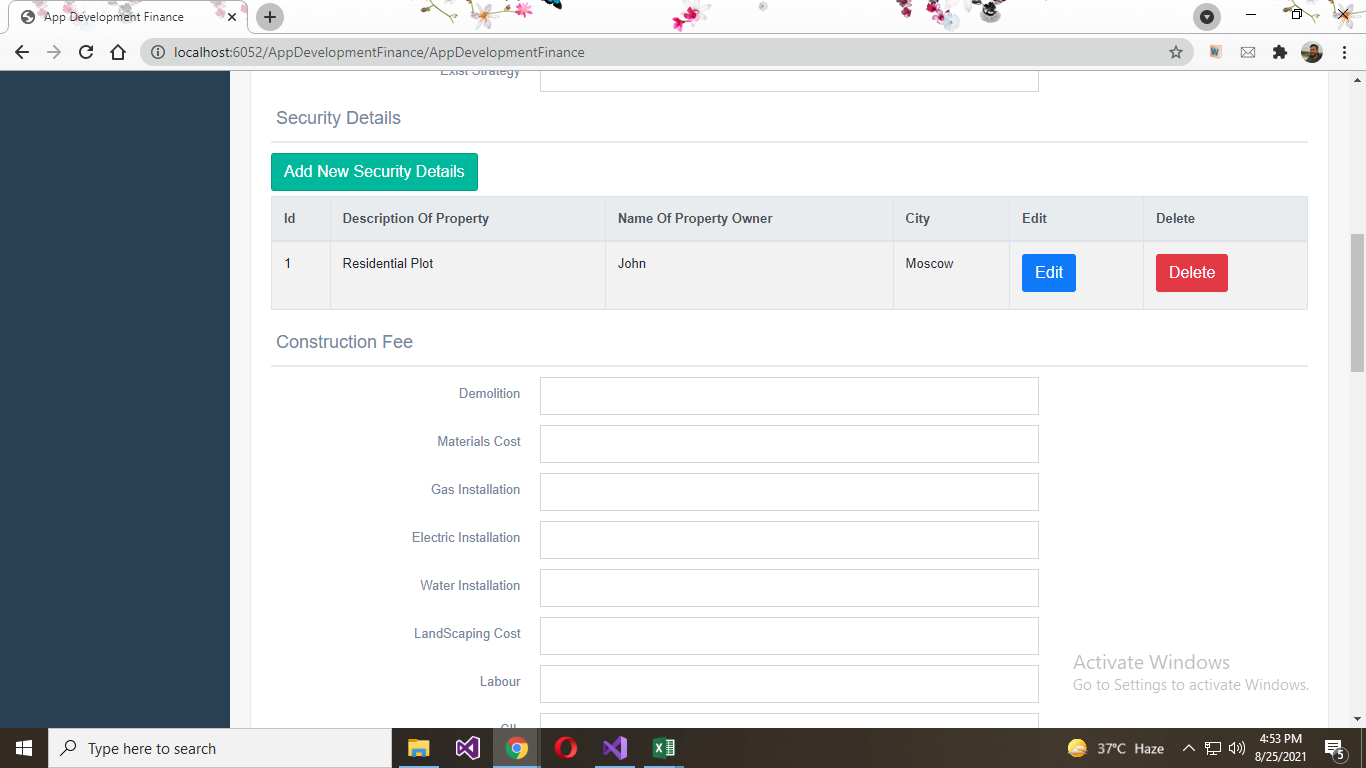 App Development Finance
localhost:6052/AppDevelopmentFinance/AppDevelopmentFinance
Exist Strategy
Security Details
Add New Security Details
Id Description Of Property Name Of Property Owner City Edit Delete
1 Residential Plot John Moscow Edit Delete
Construction Fee
Demolition
Materials Cost
Gas Installation
Electric Installation
Water Installation
LandScaping Cost
Labour
Activate Windows
Go to Settings to activate Windows.
Type here to search
37°C Haze
4:53 PM
8/25/2021
5